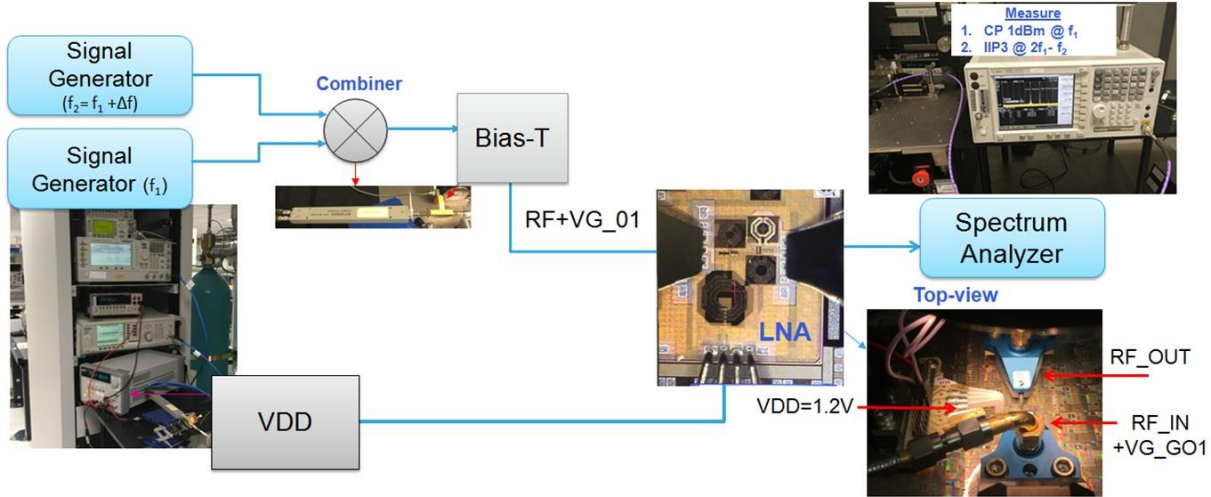 Signal
Generator
(f₂= f₁ +Δf)
Signal
Generator (f₁)
Combiner
Bias-T
RF+VG_01
Measure
1. CP 1dBm @ f₁
2. IIP3 @ 2f₁- f₂
Spectrum
Analyzer
LNA
Top-view
RF_OUT
VDD=1.2V
RF_IN
+VG_GO1
VDD